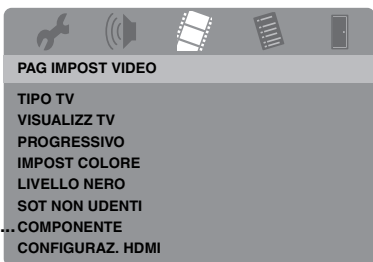 PAG IMPOST VIDEO
TIPO TV
VISUALIZZ TV
PROGRESSIVO
IMPOST COLORE
LIVELLO NERO
SOT NON UDENTI
...COMPONENTE
CONFIGURAZ. HDMI